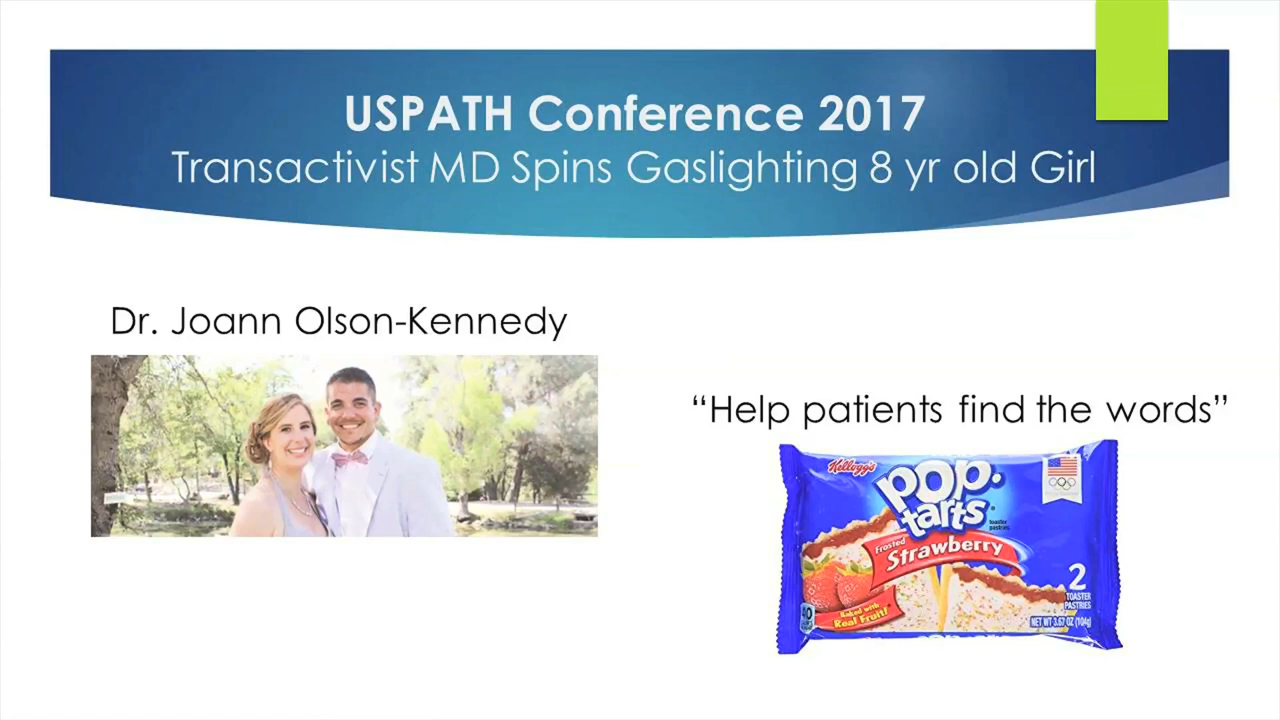 USPATH Conference 2017
Transactivist MD Spins Gaslighting 8 yr old Girl
Dr. Joann Olson-Kennedy
“Help patients find the words”
Kellogg's
pop.
tarts
toaster
pastries
Frosted
Strawberry
Baked with
Real Fruit!
2
TOASTER
PASTRIES
NET WT 3.67 OZ (104g)